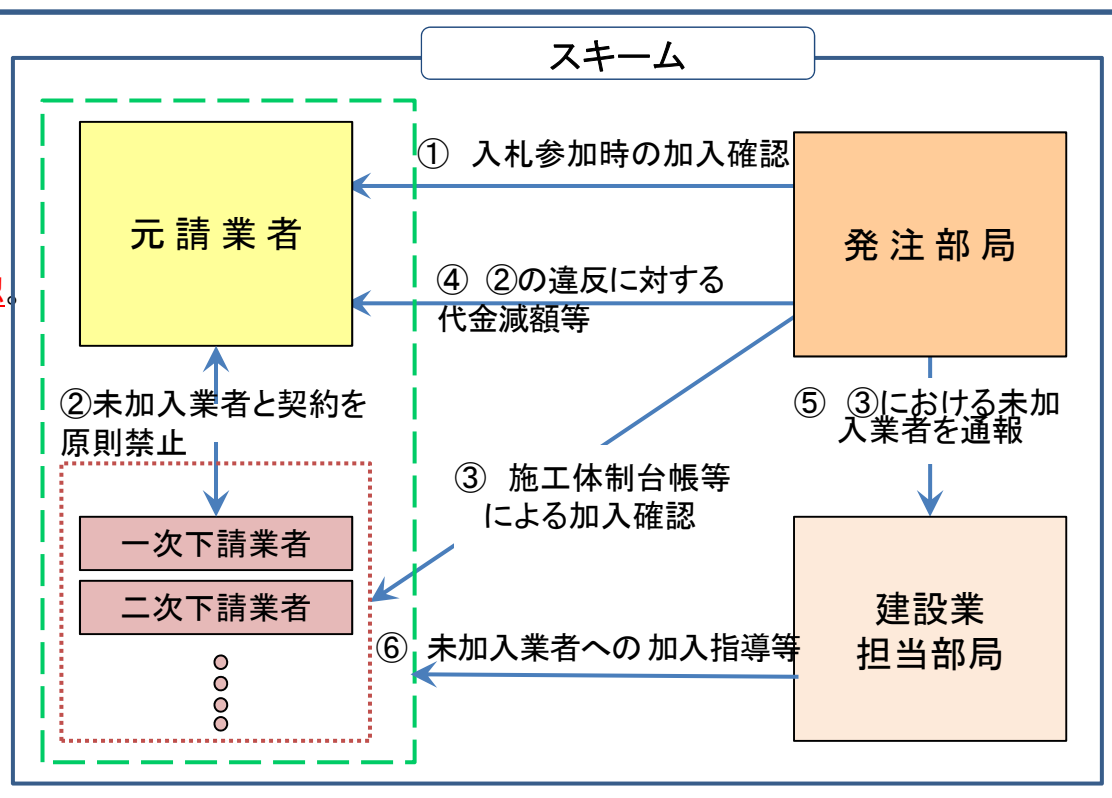 スキーム
① 入札参加時の加入確認
元請業者
発注部局
④ ②の違反に対する
代金減額等
。
②未加入業者と契約を
原則禁止
⑤ ③における未加
入業者を通報
③ 施工体制台帳等
による加入確認
一次下請業者
二次下請業者
建設業
担当部局
⑥ 未加入業者への 加入指導等